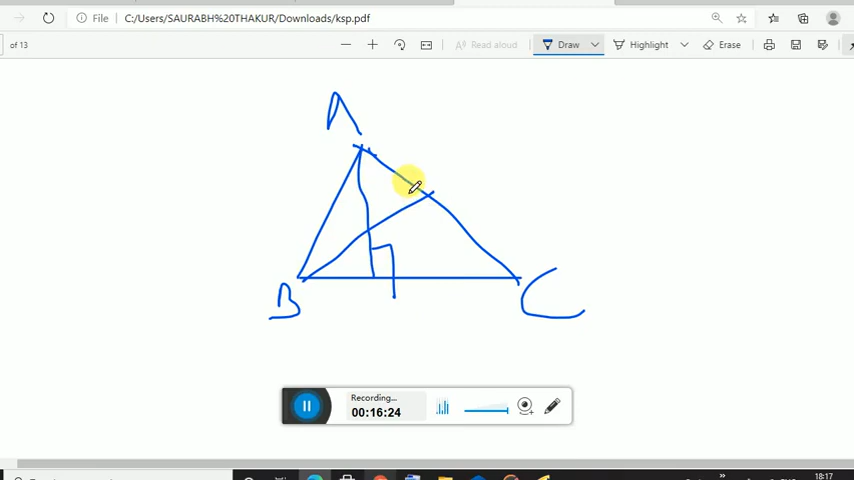 File C:/Users/SAURABH%20THAKUR/Downloads/ksp.pdf
of 13
Read aloud Draw Highlight Erase
A
B
C
Recording...
00:16:24
18:17